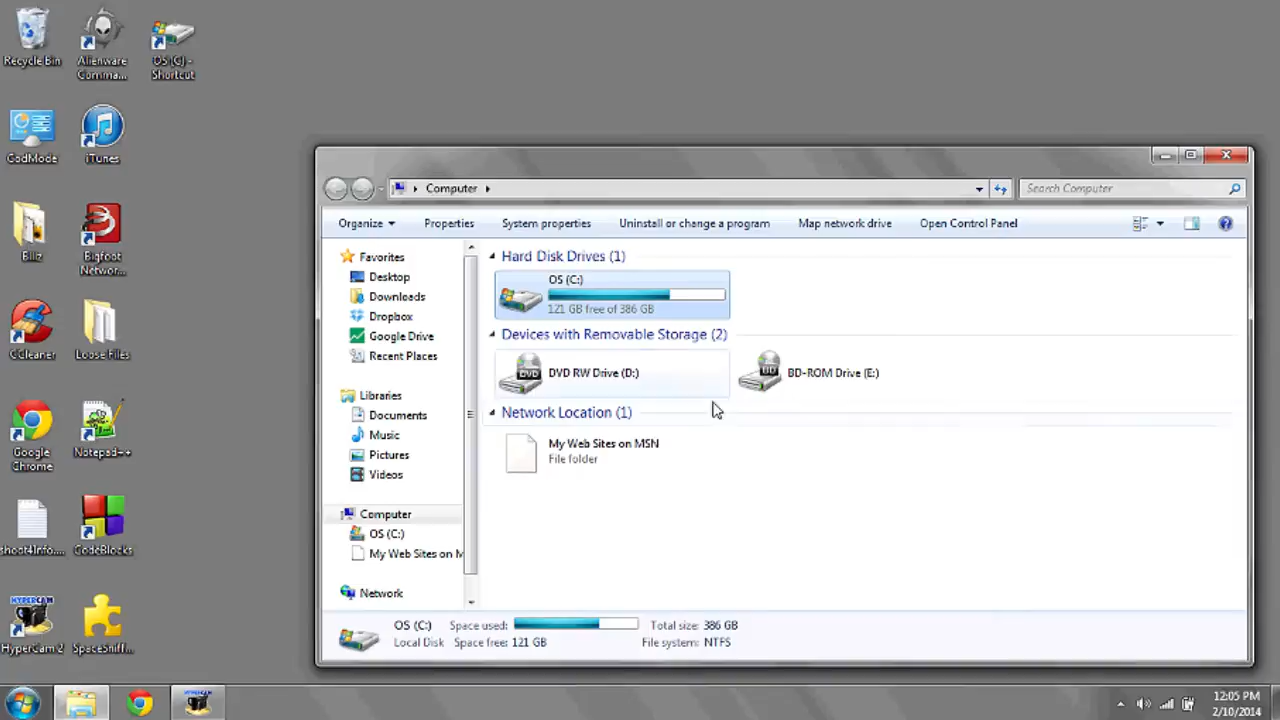 Recycle Bin
Alienware
Comma...
OS (C) -
Shortcut
CodMode
iTunes
Bliz
Bigfoot
Networ...
CCleaner
Loose Files
Google
Chrome
Notepad++
shoot4Info....
CodeBlocks
HYPERCAM
HyperCam 2
SpaceSniff...
Computer
Search Computer
Organize
Properties
System properties
Uninstall or change a program
Map network drive
Open Control Panel
Favorites
Desktop
Downloads
Dropbox
Google Drive
Recent Places
Libraries
Documents
Music
Pictures
Videos
Computer
OS (C:)
My Web Sites on M
Network
Hard Disk Drives (1)
OS (C:)
121 GB free of 386 GB
Devices with Removable Storage (2)
DVD
DVD RW Drive (D:)
BD
BD-ROM Drive (E:)
Network Location (1)
My Web Sites on MSN
File folder
OS (C:) Space used: Total size: 386 GB
Local Disk Space free: 121 GB File system: NTFS
HYPERCAM
12:05 PM
2/10/2014